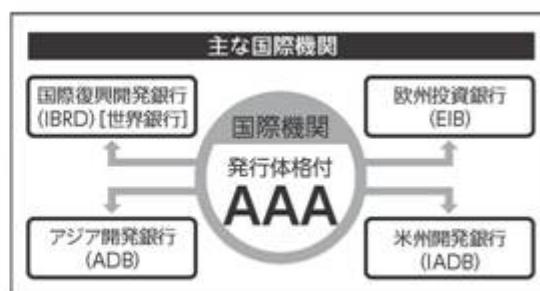 主な国際機関
国際復興開発銀行
(IBRD)[世界銀行]
欧州投資銀行
(EIB)
国際機関
発行体格付
AAA
アジア開発銀行
(ADB)
米州開発銀行
(IADB)